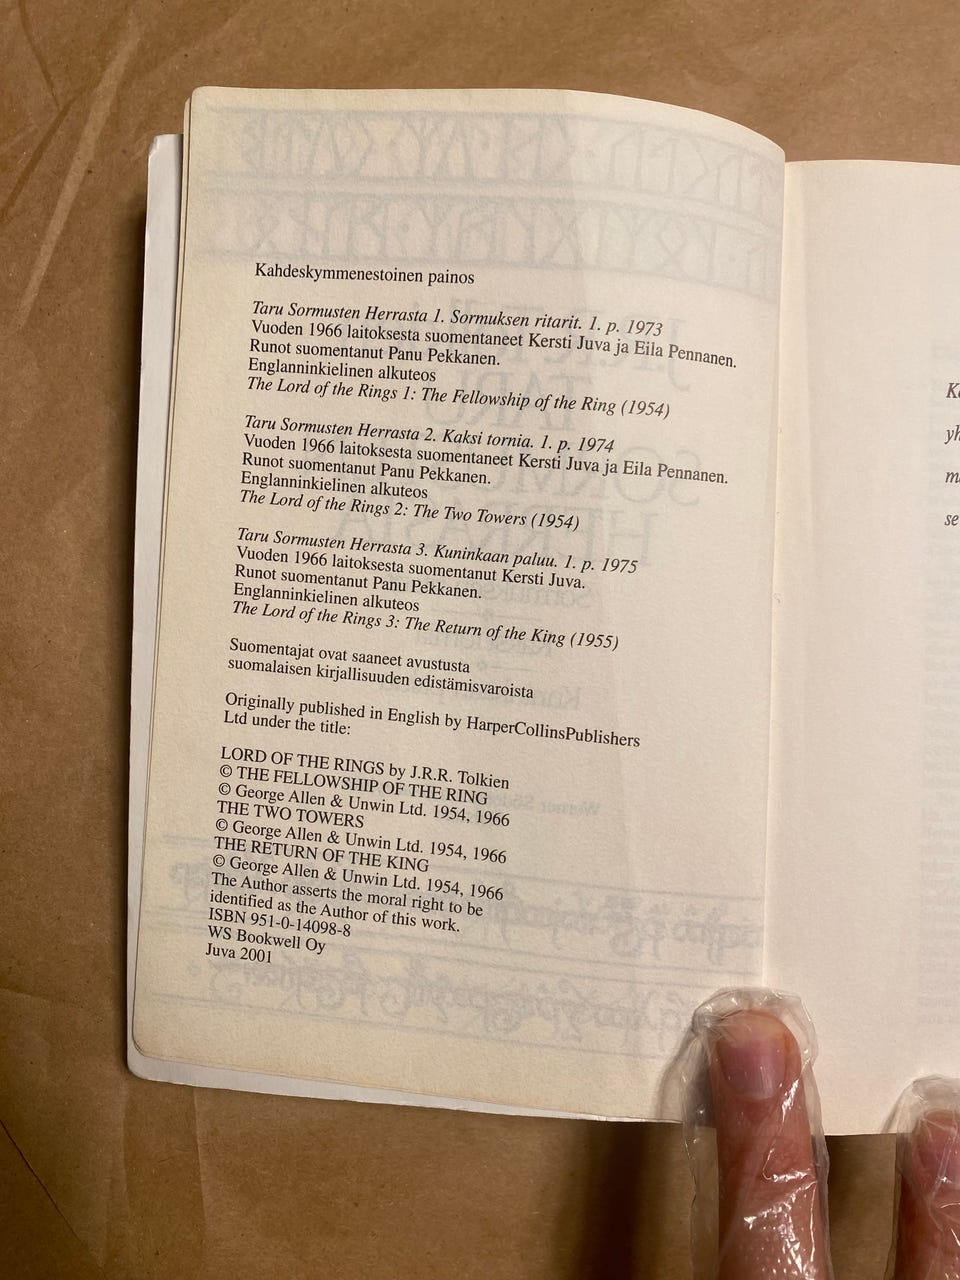 Kahdeskymmenestoinen painos
Taru Sormusten Herrasta 1. Sormuksen ritarit. 1. p. 1973
Vuoden 1966 laitoksesta suomentaneet Kersti Juva ja Eila Pennanen.
Runot suomentanut Panu Pekkanen.
Englanninkielinen alkuteos
The Lord of the Rings 1: The Fellowship of the Ring (1954)
Taru Sormusten Herrasta 2. Kaksi tornia. 1. p. 1974
Vuoden 1966 laitoksesta suomentaneet Kersti Juva ja Eila Pennanen.
Runot suomentanut Panu Pekkanen.
Englanninkielinen alkuteos
The Lord of the Rings 2: The Two Towers (1954)
Taru Sormusten Herrasta 3. Kuninkaan paluu. 1. p. 1975
Vuoden 1966 laitoksesta suomentanut Kersti Juva.
Runot suomentanut Panu Pekkanen.
Englanninkielinen alkuteos
The Lord of the Rings 3: The Return of the King (1955)
Suomentajat ovat saaneet avustusta
suomalaisen kirjallisuuden edistämisvaroista
Originally published in English by HarperCollinsPublishers
Ltd under the title:
LORD OF THE RINGS by J.R.R. Tolkien
© THE FELLOWSHIP OF THE RING
© George Allen & Unwin Ltd. 1954, 1966
THE TWO TOWERS
© George Allen & Unwin Ltd. 1954, 1966
THE RETURN OF THE KING
© George Allen & Unwin Ltd. 1954, 1966
The Author asserts the moral right to be
identified as the Author of this work.
ISBN 951-0-14098-8
WS Bookwell Oy
Juva 2001